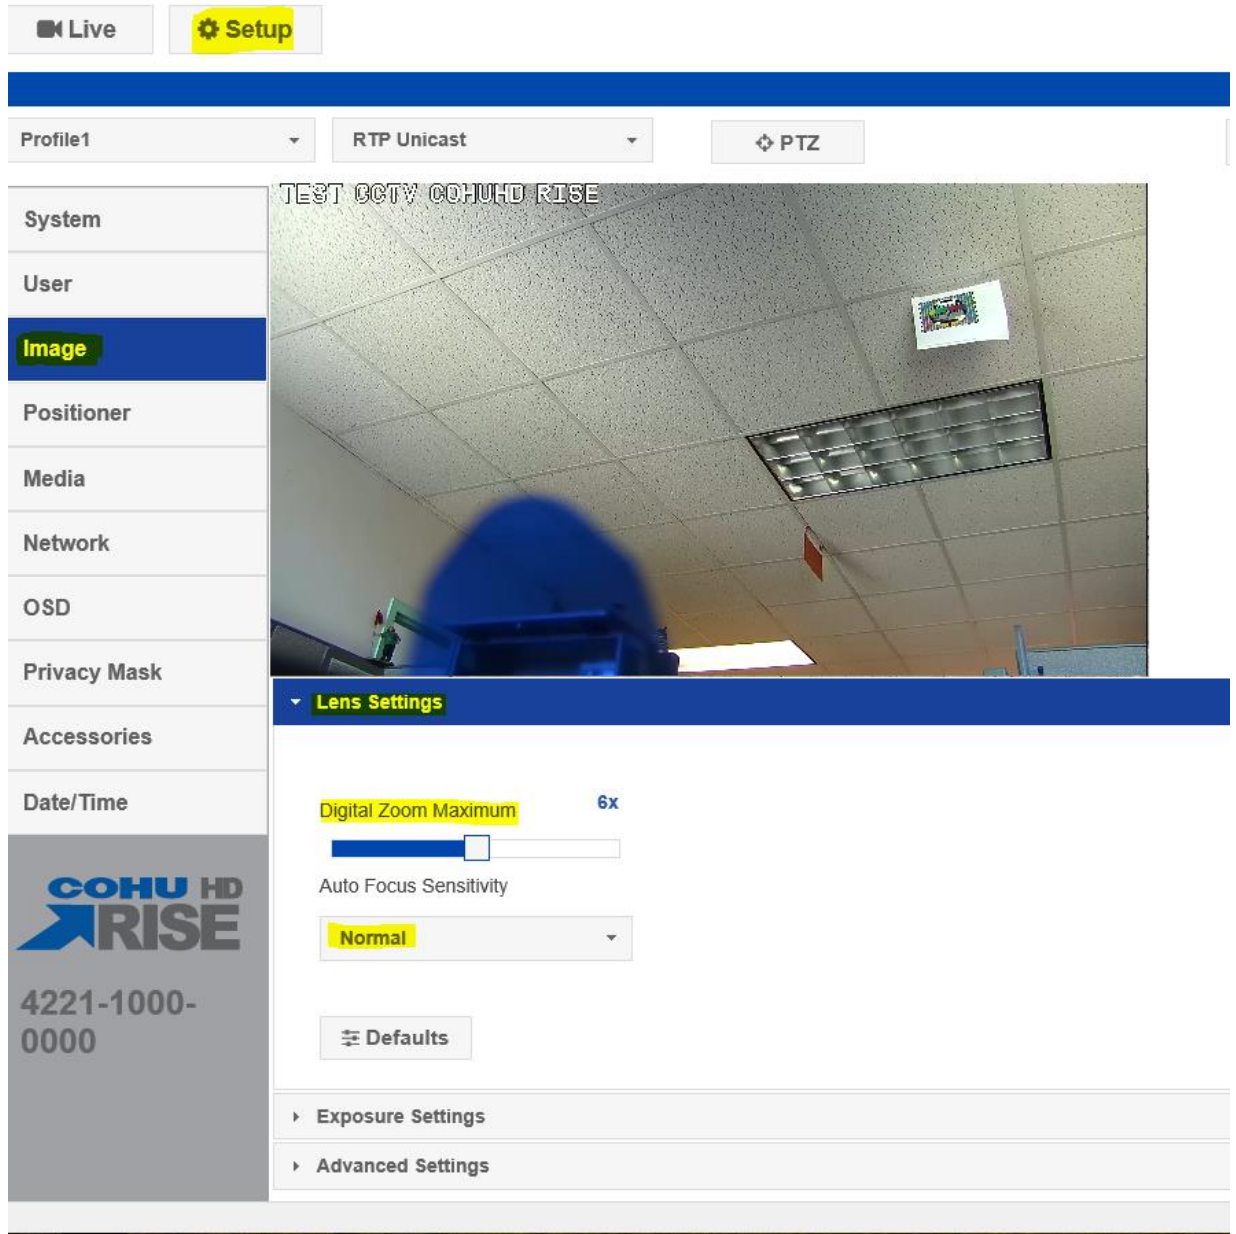 Live
Setup
Profile1
RTP Unicast
PTZ
TEST CCTV COHUHD RISE
System
User
Image
Positioner
Media
Network
OSD
Privacy Mask
Accessories
Date/Time
COHU HD
RISE
4221-1000-
0000
Lens Settings
Digital Zoom Maximum 6x
Auto Focus Sensitivity
Normal
Defaults
Exposure Settings
Advanced Settings